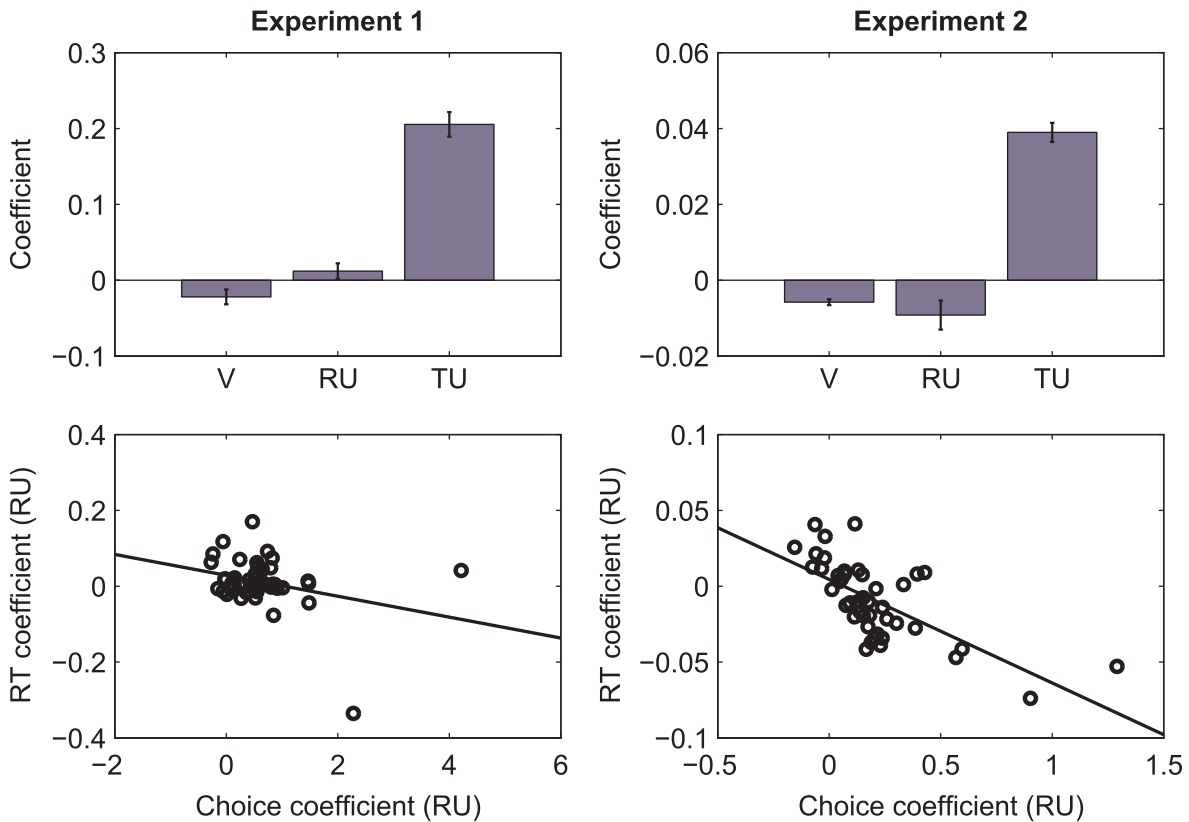 Experiment 1
Experiment 2
0.3
0.2
0.1
0
−0.1
Coefficient
V RU TU
0.06
0.04
0.02
0
−0.02
Coefficient
V RU TU
0.4
0.2
0
−0.2
−0.4
RT coefficient (RU)
−2 0 2 4 6
Choice coefficient (RU)
0.1
0.05
0
−0.05
−0.1
RT coefficient (RU)
−0.5 0 0.5 1 1.5
Choice coefficient (RU)